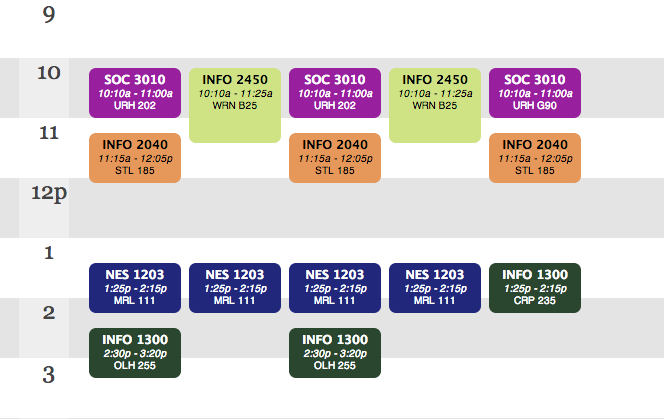 9
10
SOC 3010
10:10a - 11:00a
URH 202
INFO 2450
10:10a - 11:25a
WRN B25
SOC 3010
10:10a - 11:00a
URH 202
INFO 2450
10:10a - 11:25a
WRN B25
SOC 3010
10:10a - 11:00a
URH G90
11
INFO 2040
11:15a - 12:05p
STL 185
INFO 2040
11:15a - 12:05p
STL 185
INFO 2040
11:15a - 12:05p
STL 185
12p
1
NES 1203
1:25p - 2:15p
MRL 111
NES 1203
1:25p - 2:15p
MRL 111
NES 1203
1:25p - 2:15p
MRL 111
NES 1203
1:25p - 2:15p
MRL 111
INFO 1300
1:25p - 2:15p
CRP 235
2
INFO 1300
2:30p - 3:20p
OLH 255
INFO 1300
2:30p - 3:20p
OLH 255
3